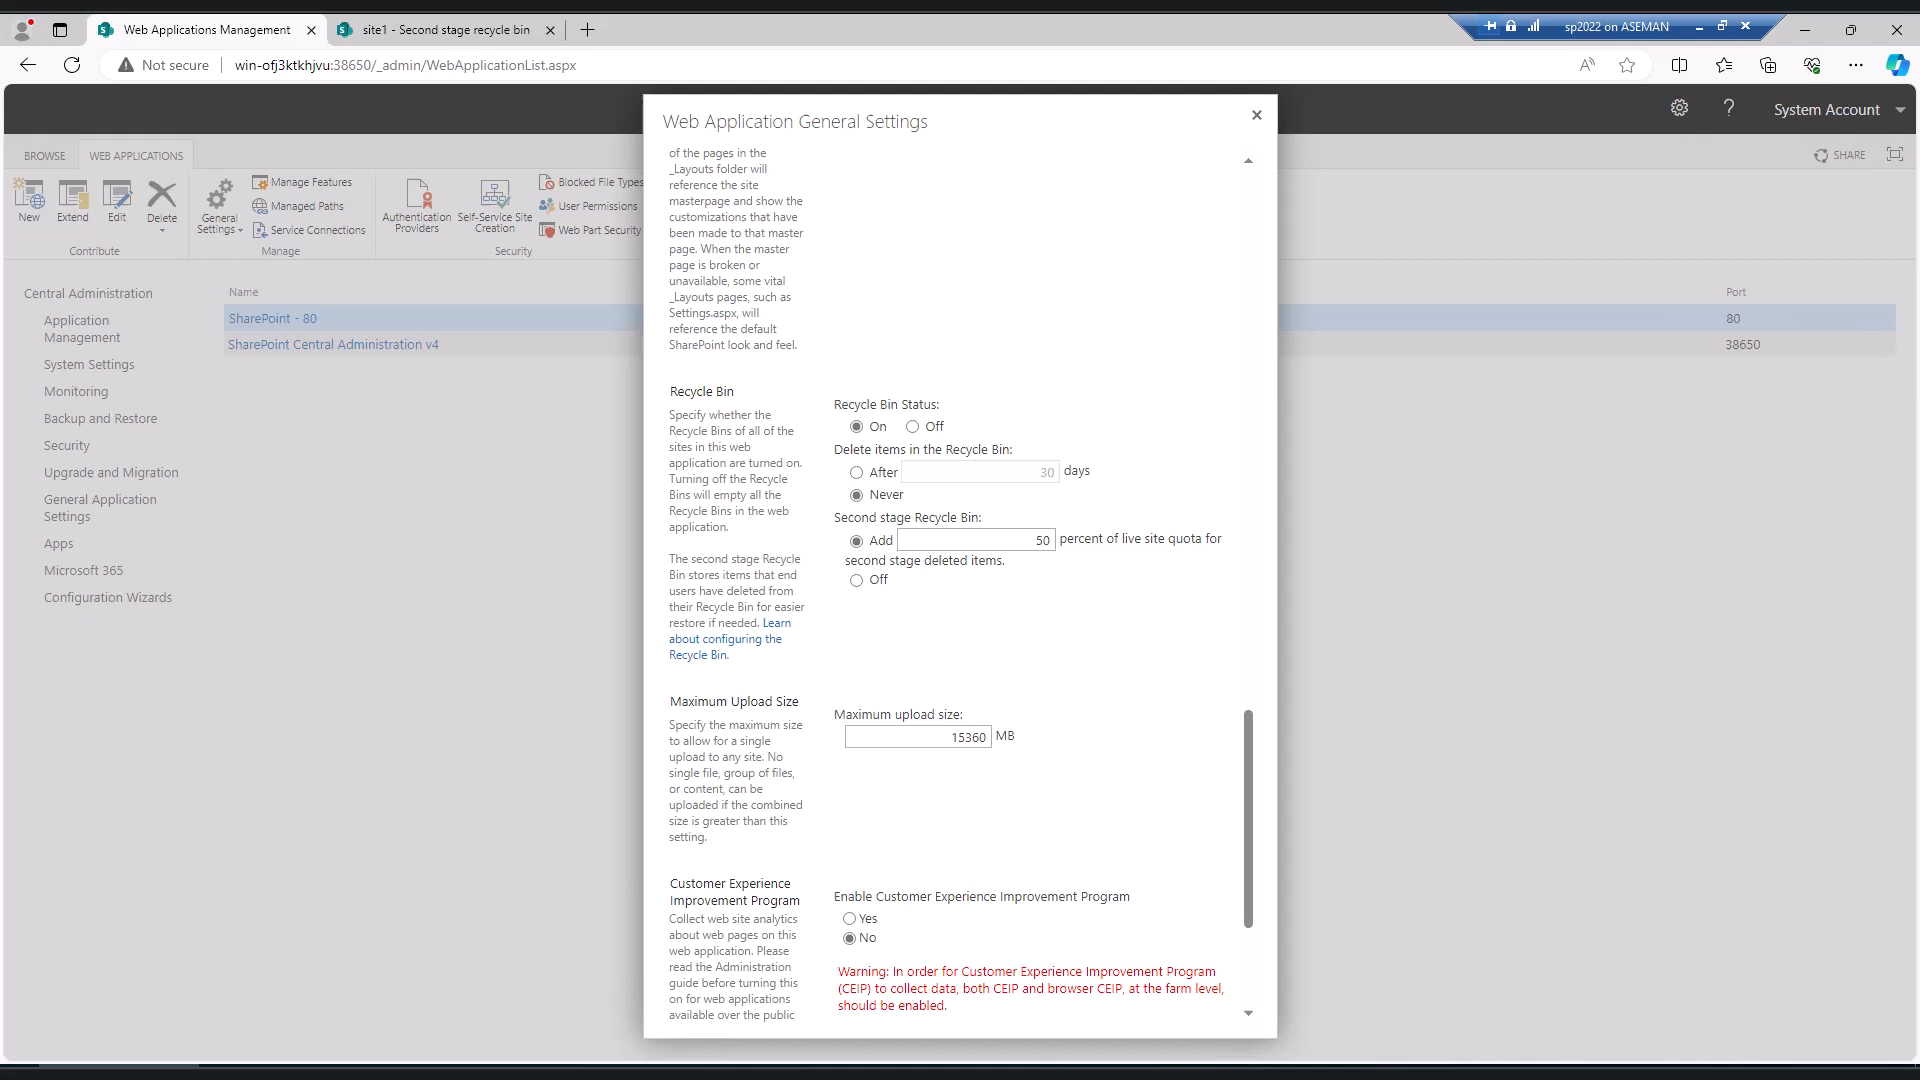 Web Applications Management
site1 - Second stage recycle bin
sp2022 on ASEMAN
Not secure
win-ofj3ktkhjvu:38650/_admin/WebApplicationList.aspx
System Account
BROWSE
WEB APPLICATIONS
SHARE
New
Extend
Edit
Delete
General
Settings
Manage Features
Managed Paths
Service Connections
Authentication
Providers
Self-Service Site
Creation
Blocked File Types
User Permissions
Web Part Security
Contribute
Manage
Security
Central Administration
Application
Management
System Settings
Monitoring
Backup and Restore
Security
Upgrade and Migration
General Application
Settings
Apps
Microsoft 365
Configuration Wizards
Name
Port
SharePoint - 80
80
SharePoint Central Administration v4
38650
Web Application General Settings
of the pages in the
_Layouts folder will
reference the site
masterpage and show the
customizations that have
been made to that master
page. When the master
page is broken or
unavailable, some vital
_Layouts pages, such as
Settings.aspx, will
reference the default
SharePoint look and feel.
Recycle Bin
Specify whether the
Recycle Bins of all of the
sites in this web
application are turned on.
Turning off the Recycle
Bins will empty all the
Recycle Bins in the web
application.
The second stage Recycle
Bin stores items that end
users have deleted from
their Recycle Bin for easier
restore if needed. Learn
about configuring the
Recycle Bin.
Recycle Bin Status:
On Off
Delete items in the Recycle Bin:
After 30 days
Never
Second stage Recycle Bin:
Add 50 percent of live site quota for
second stage deleted items.
Off
Maximum Upload Size
Specify the maximum size
to allow for a single
upload to any site. No
single file, group of files,
or content, can be
uploaded if the combined
size is greater than this
setting.
Maximum upload size:
15360 MB
Customer Experience
Improvement Program
Collect web site analytics
about web pages on this
web application. Please
read the Administration
guide before turning this
on for web applications
available over the public
Enable Customer Experience Improvement Program
Yes
No
Warning: In order for Customer Experience Improvement Program
(CEIP) to collect data, both CEIP and browser CEIP, at the farm level,
should be enabled.